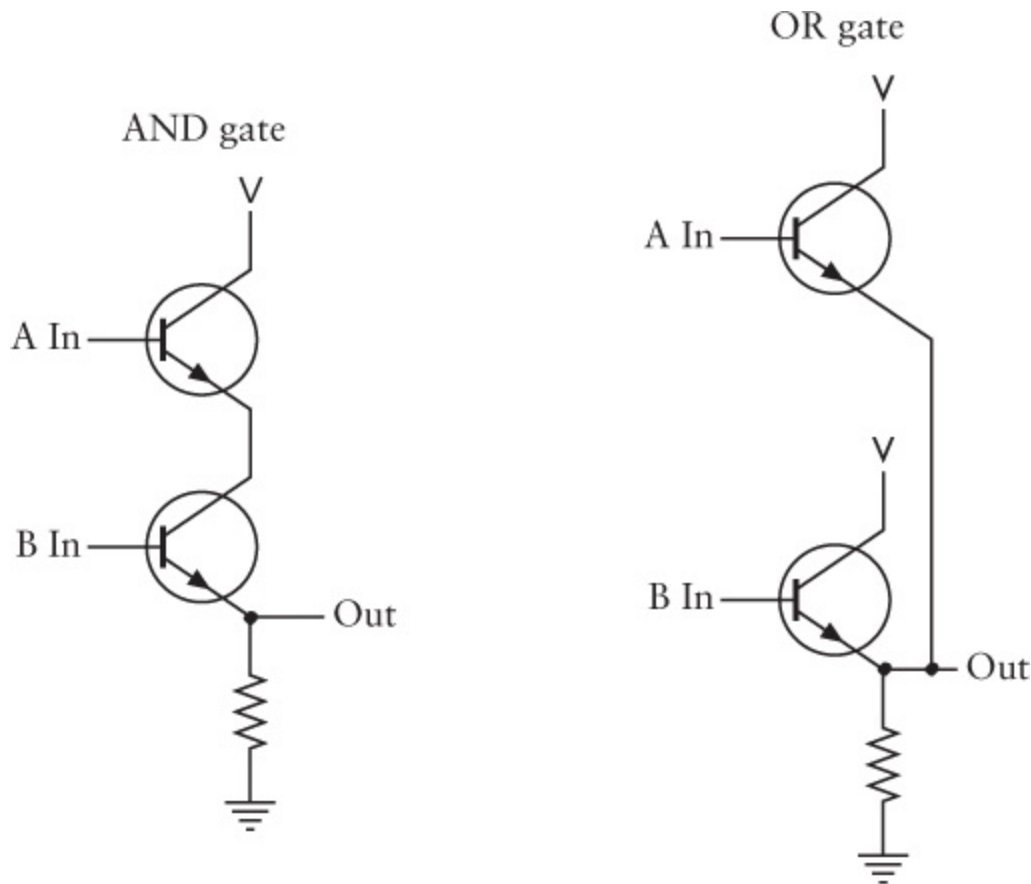 AND gate
V
A In
B In
Out
OR gate
V
A In
V
B In
Out